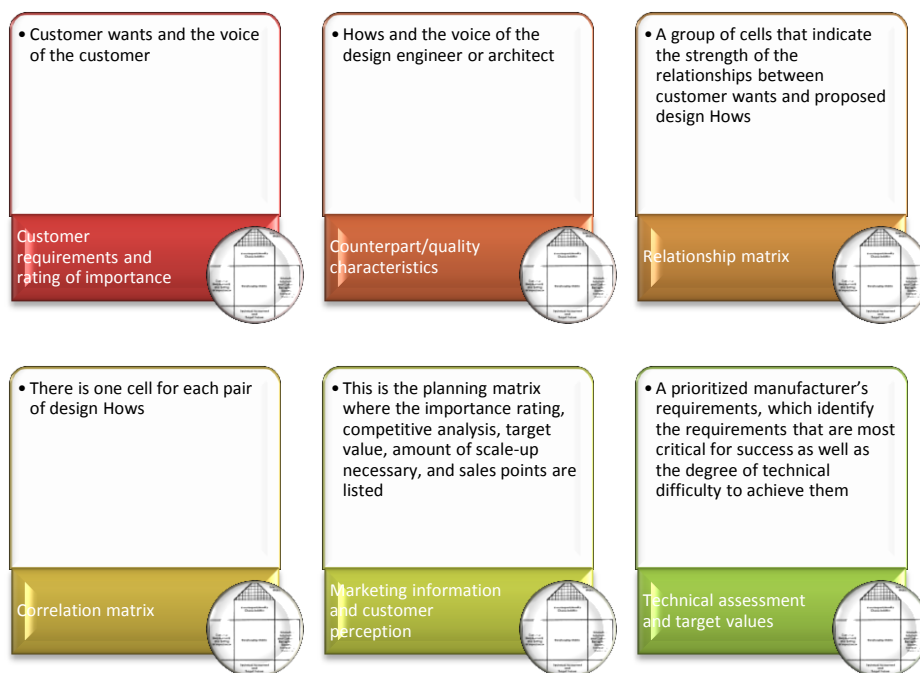 • Customer wants and the voice
of the customer
Customer
requirements and
rating of importance
• Hows and the voice of the
design engineer or architect
Counterpart/quality
characteristics
• A group of cells that indicate
the strength of the
relationships between
customer wants and proposed
design Hows
Relationship matrix
• There is one cell for each pair
of design Hows
Correlation matrix
• This is the planning matrix
where the importance rating,
competitive analysis, target
value, amount of scale-up
necessary, and sales points are
listed
Marketing information
and customer
perception
• A prioritized manufacturer’s
requirements, which identify
the requirements that are most
critical for success as well as
the degree of technical
difficulty to achieve them
Technical assessment
and target values